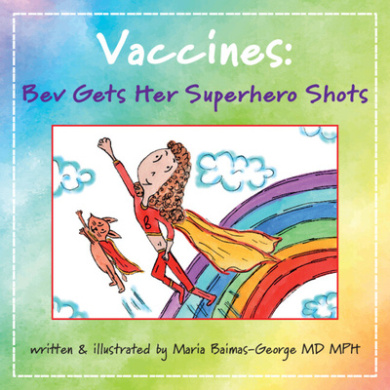 Vaccines:
Bev Gets Her Superhero Shots
B
written & illustrated by Maria Baimas-George MD MPH